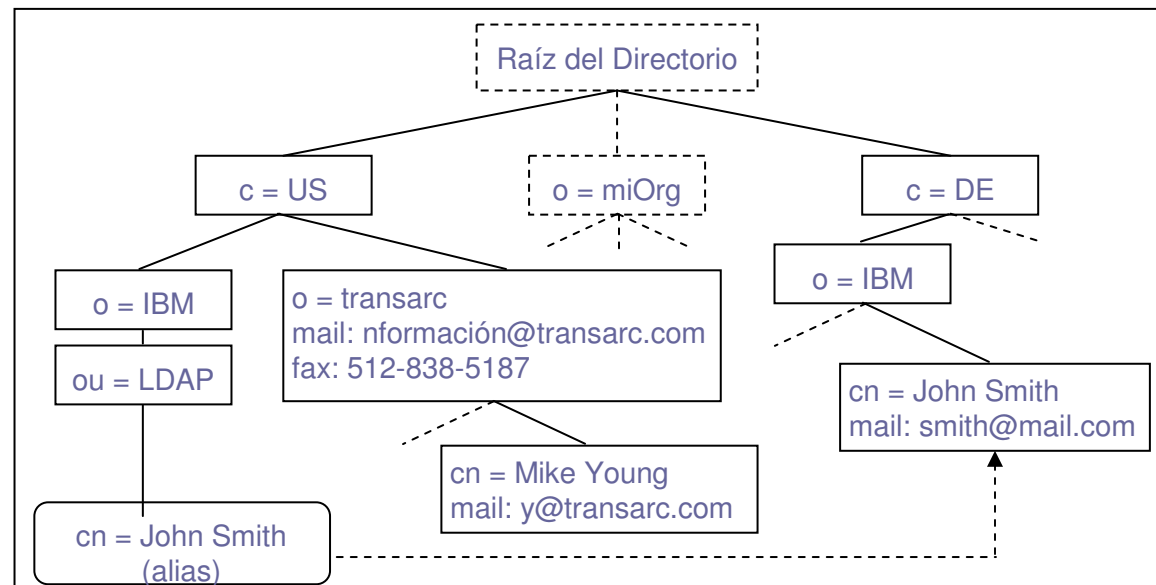 Raíz del Directorio
c = US
o = miOrg
c = DE
o = IBM
o = transarc
mail: nformación@transarc.com
fax: 512-838-5187
o = IBM
ou = LDAP
cn = John Smith
mail: smith@mail.com
cn = Mike Young
mail: y@transarc.com
cn = John Smith
(alias)